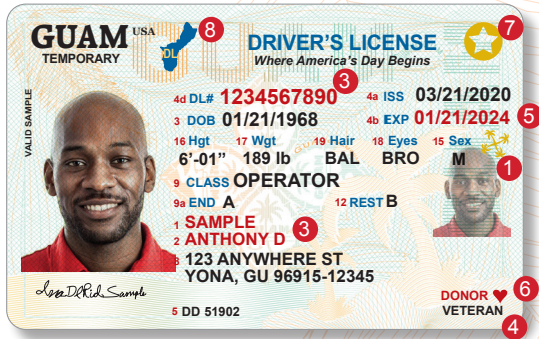 GUAM USA
TEMPORARY
8
DL
DRIVER'S LICENSE
Where America's Day Begins
7
VALID SAMPLE
3
4d DL# 1234567890
4a ISS 03/21/2020
3 DOB 01/21/1968
4b EXP 01/21/2024
5
16 Hgt 17 Wgt 19 Hair 18 Eyes 15 Sex
6'-01" 189 lb BAL BRO M
1
9 CLASS OPERATOR
9a END A 12 REST B
1 SAMPLE
2 ANTHONY D
3
8 123 ANYWHERE ST
YONA, GU 96915-12345
5 DD 51902
DONOR
6
VETERAN
4